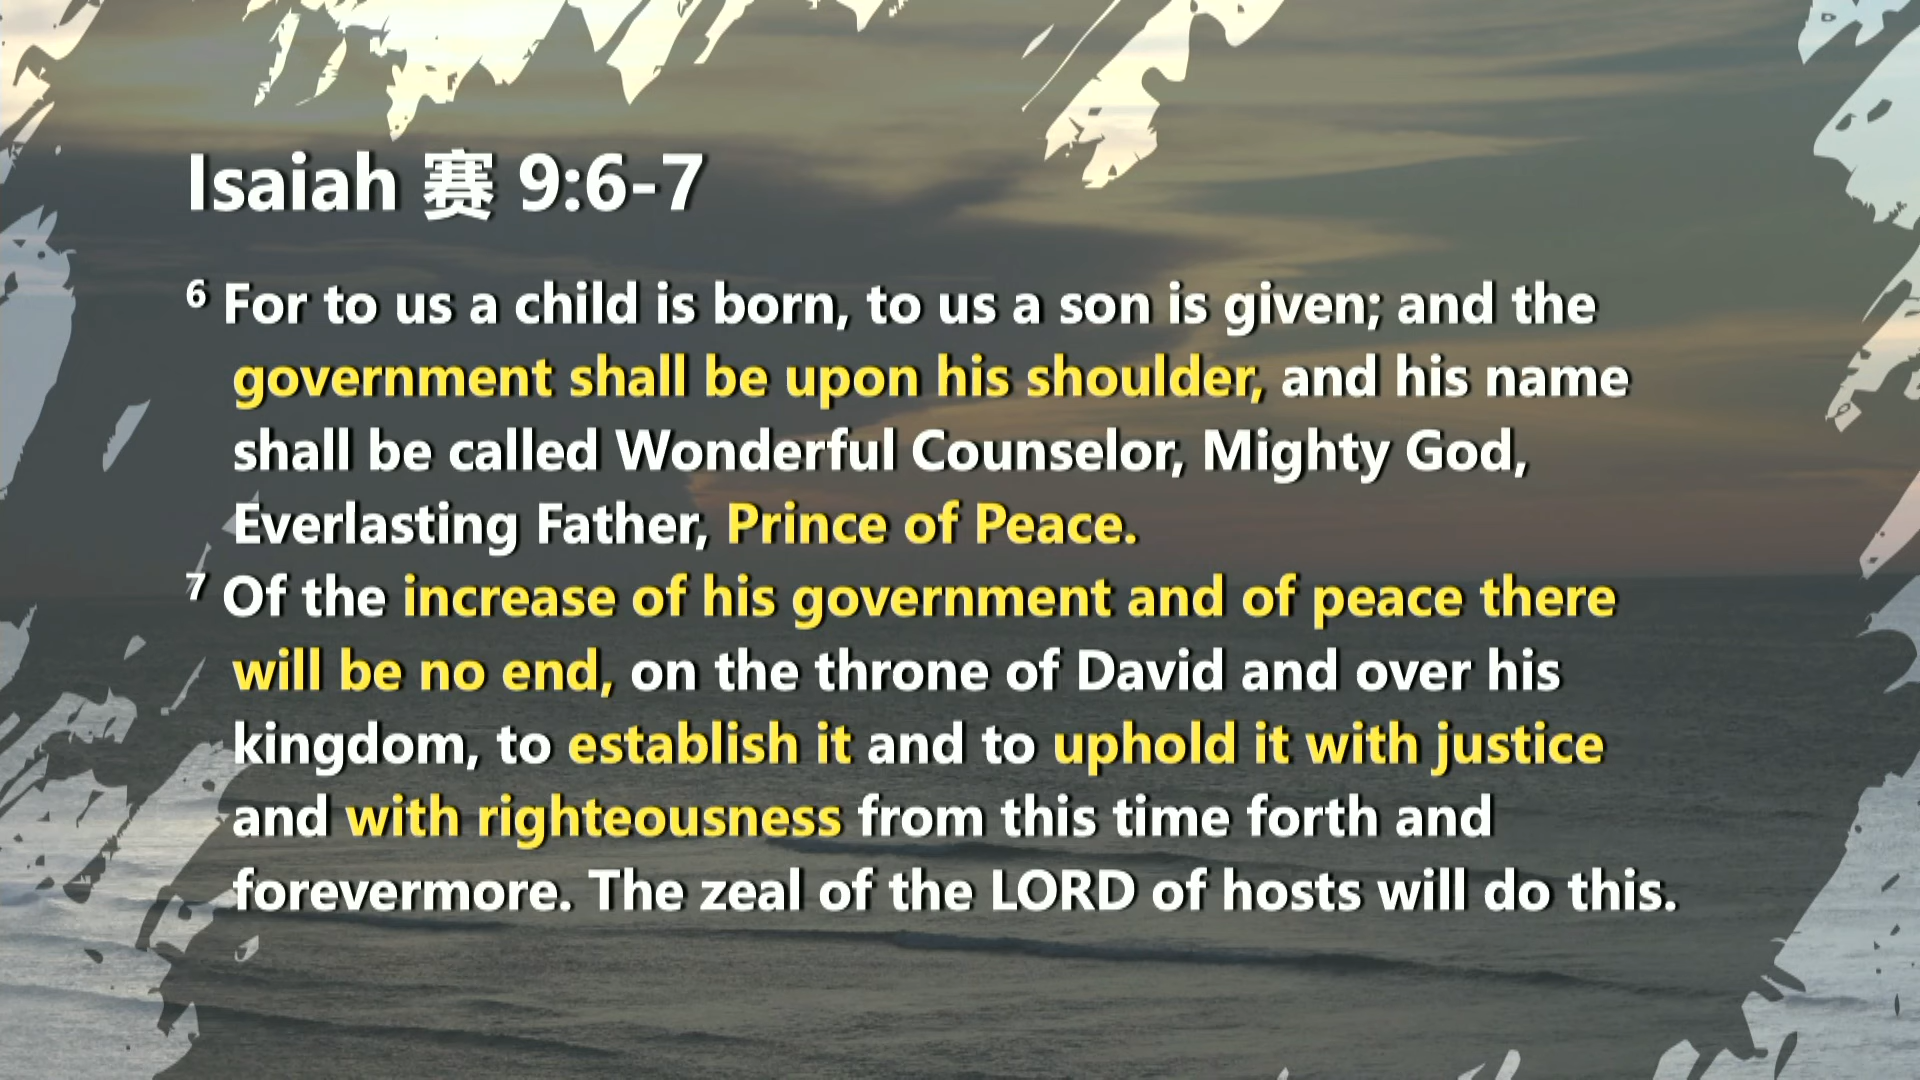 Isaiah 赛 9:6-7
6 For to us a child is born, to us a son is given; and the
government shall be upon his shoulder, and his name
shall be called Wonderful Counselor, Mighty God,
Everlasting Father, Prince of Peace.
7 Of the increase of his government and of peace there
will be no end, on the throne of David and over his
kingdom, to establish it and to uphold it with justice
and with righteousness from this time forth and
forevermore. The zeal of the LORD of hosts will do this.